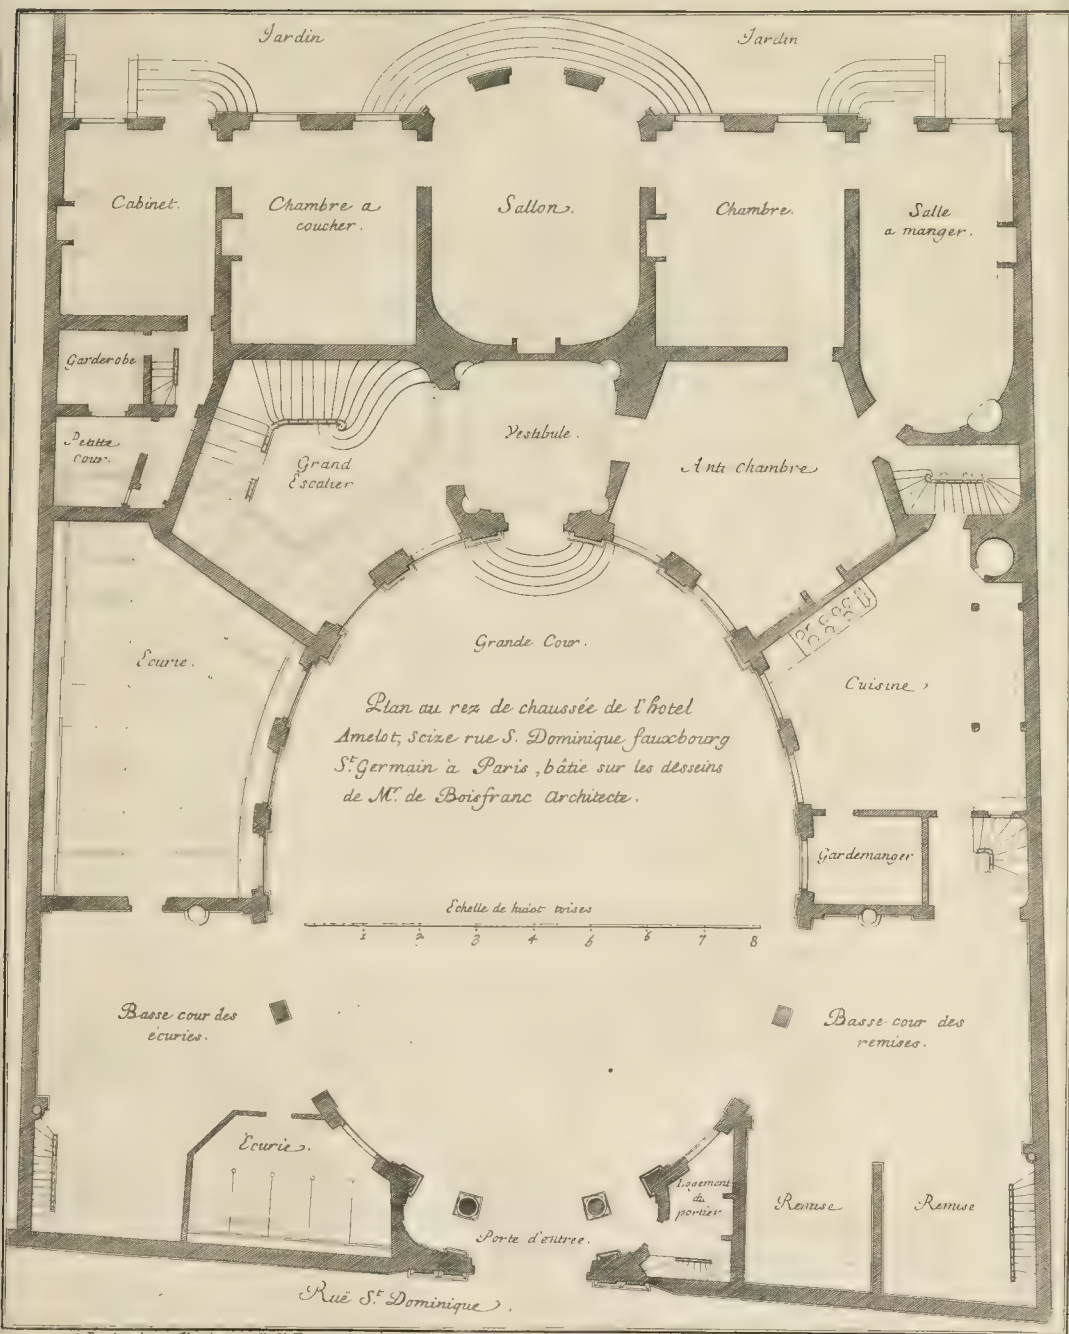 Jardin
Jardin
Cabinet.
Chambre a
coucher.
Sallon.
Chambre.
Salle
a manger.
Garderobe
Petitte
cour.
Grand
Escalier
Vestibule.
Anti chambre
Ecurie.
Grande Cour.
Cuisine
Plan au rez de chaussée de l'hotel
Amelot, scize rue S. Dominique fauxbourg
St. Germain à Paris, bâtie sur les desseins
de Mr. de Boisfranc Architecte.
Gardemanger
Echelle de huiot toises
1 2 3 4 5 6 7 8
Basse cour des
écuries.
Basse cour des
remises.
Ecurie.
Logement
du
portier
Remise
Remise
Porte d'entree.
Ruë St. Dominique.